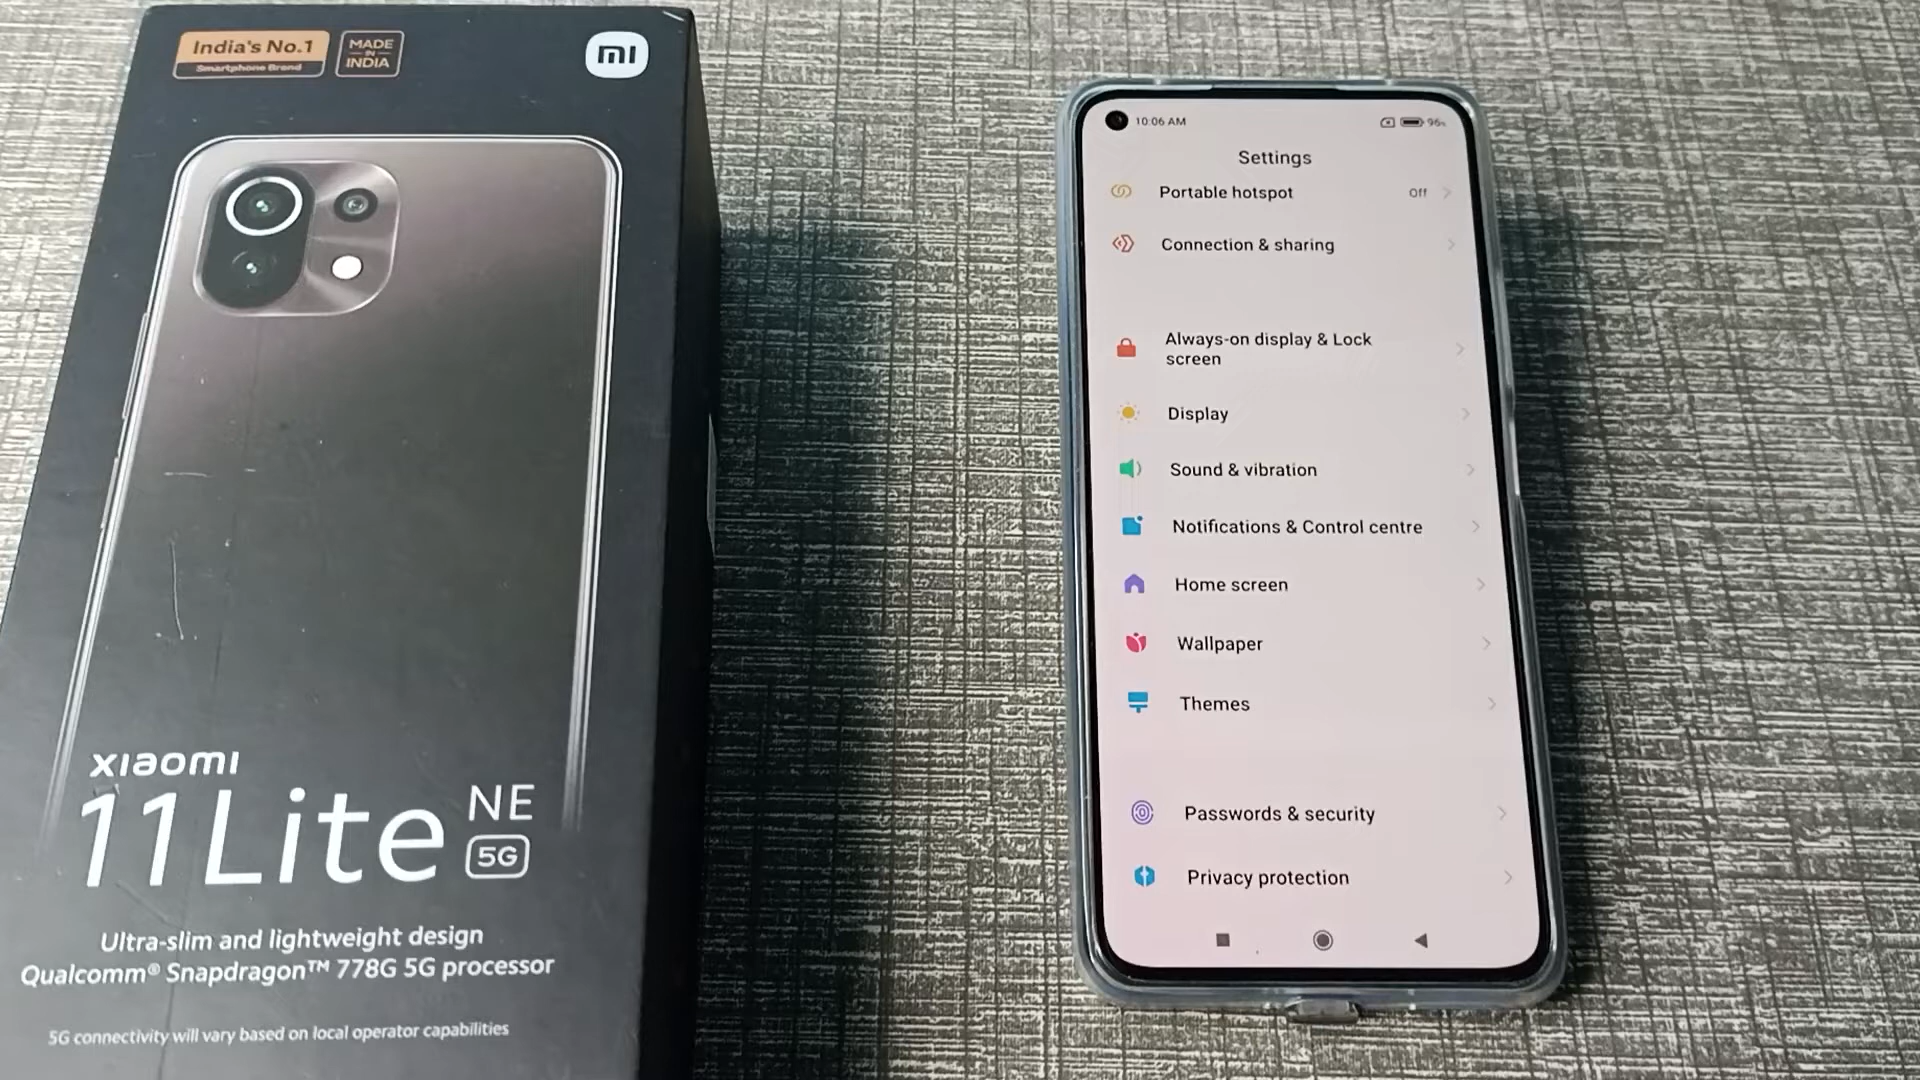 India's No.1
Smartphone Brand
MADE
IN
INDIA
mi
xiaomi
11 Lite NE
5G
Ultra-slim and lightweight design
Qualcomm® Snapdragon™ 778G 5G processor
5G connectivity will vary based on local operator capabilities
10:06 AM
96%
Settings
Portable hotspot Off
Connection & sharing
Always-on display & Lock
screen
Display
Sound & vibration
Notifications & Control centre
Home screen
Wallpaper
Themes
Passwords & security
Privacy protection